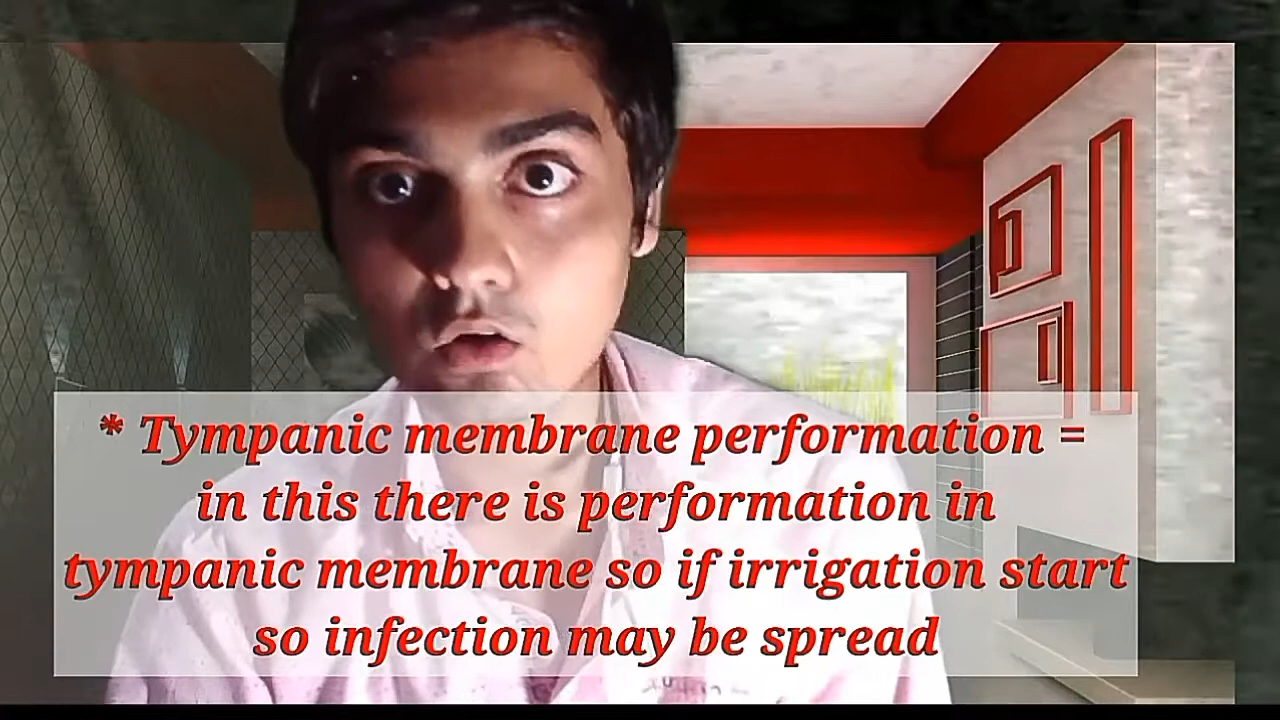 * Tympanic membrane performation =
in this there is performation in
tympanic membrane so if irrigation start
so infection may be spread